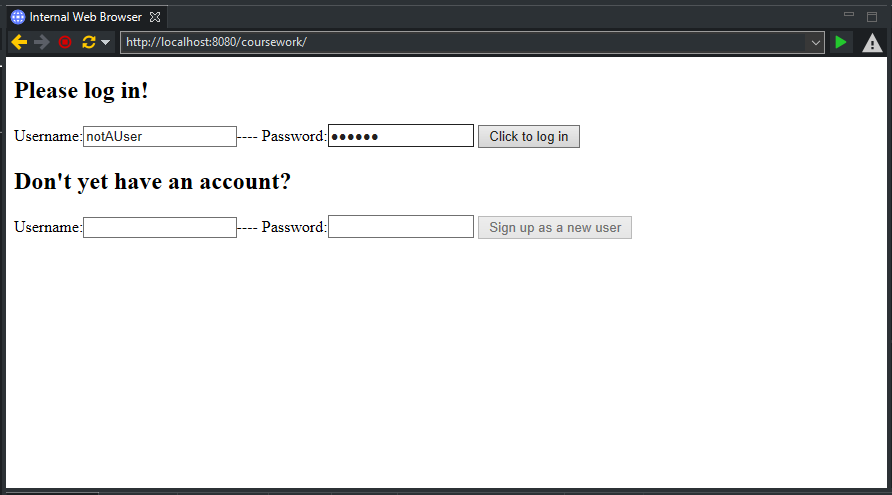 Internal Web Browser
http://localhost:8080/coursework/
Please log in!
Username: notAUser ---- Password: ●●●●●● Click to log in
Don't yet have an account?
Username: ---- Password: Sign up as a new user